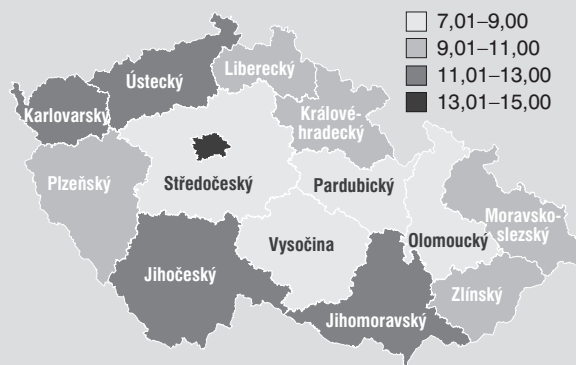 7,01–9,00
9,01–11,00
11,01–13,00
13,01–15,00
Ústecký
Liberecký
Karlovarský
Králové-
hradecký
Plzeňský
Středočeský
Pardubický
Moravsko-
slezský
Vysočina
Olomoucký
Jihočeský
Zlínský
Jihomoravský